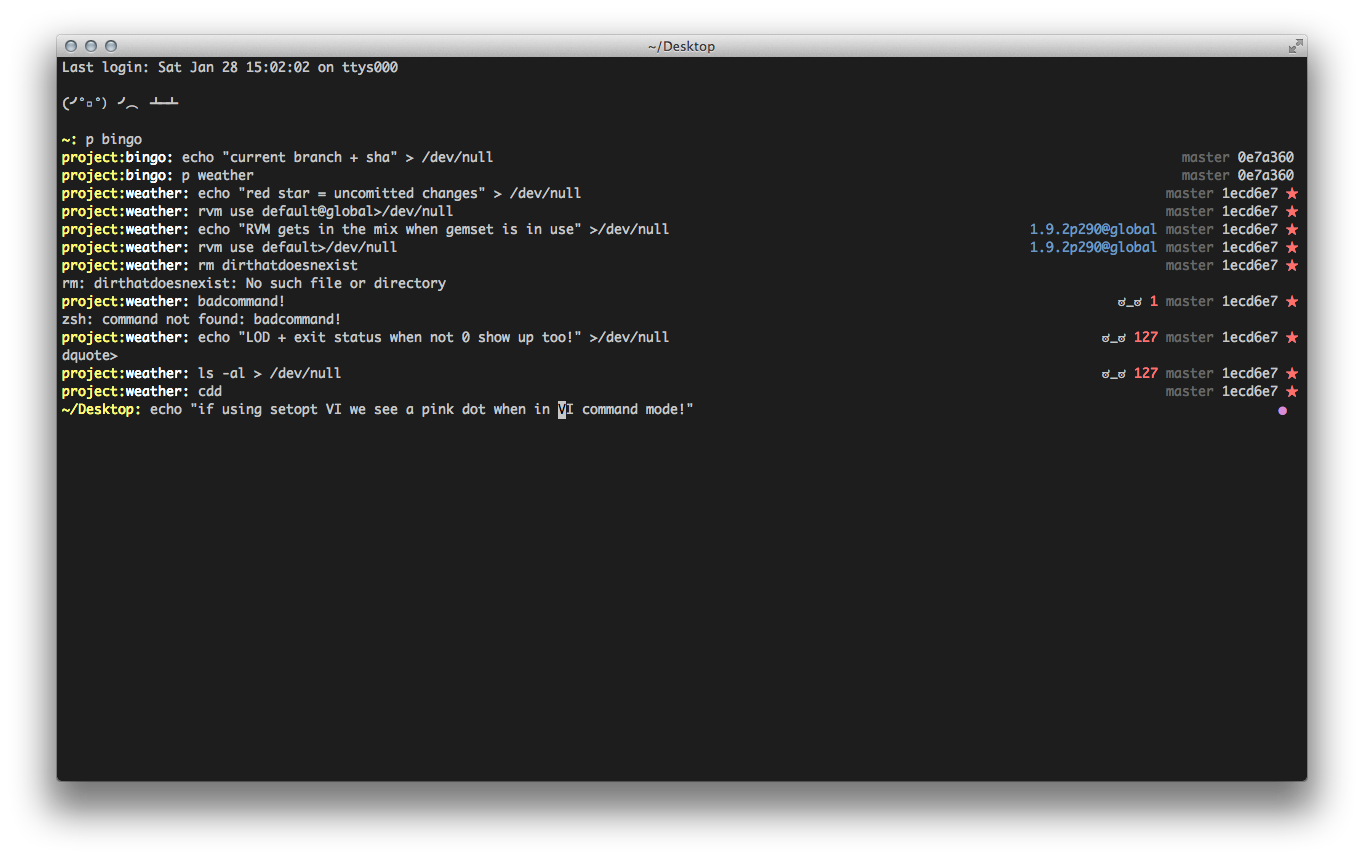 ~/Desktop
Last login: Sat Jan 28 15:02:02 on ttys000
(╯°□°) ╯︵ ┻━┻
~: p bingo
project:bingo: echo "current branch + sha" > /dev/null master 0e7a360
project:bingo: p weather master 0e7a360
project:weather: echo "red star = uncomitted changes" > /dev/null master 1ecd6e7 ★
project:weather: rvm use default@global>/dev/null master 1ecd6e7 ★
project:weather: echo "RVM gets in the mix when gemset is in use" >/dev/null 1.9.2p290@global master 1ecd6e7 ★
project:weather: rvm use default>/dev/null 1.9.2p290@global master 1ecd6e7 ★
project:weather: rm dirthatdoesnexist master 1ecd6e7 ★
rm: dirthatdoesnexist: No such file or directory
project:weather: badcommand! ಠ_ಠ 1 master 1ecd6e7 ★
zsh: command not found: badcommand!
project:weather: echo "LOD + exit status when not 0 show up too!" >/dev/null ಠ_ಠ 127 master 1ecd6e7 ★
dquote>
project:weather: ls -al > /dev/null ಠ_ಠ 127 master 1ecd6e7 ★
project:weather: cdd master 1ecd6e7 ★
~/Desktop: echo "if using setopt VI we see a pink dot when in VI command mode!" ●